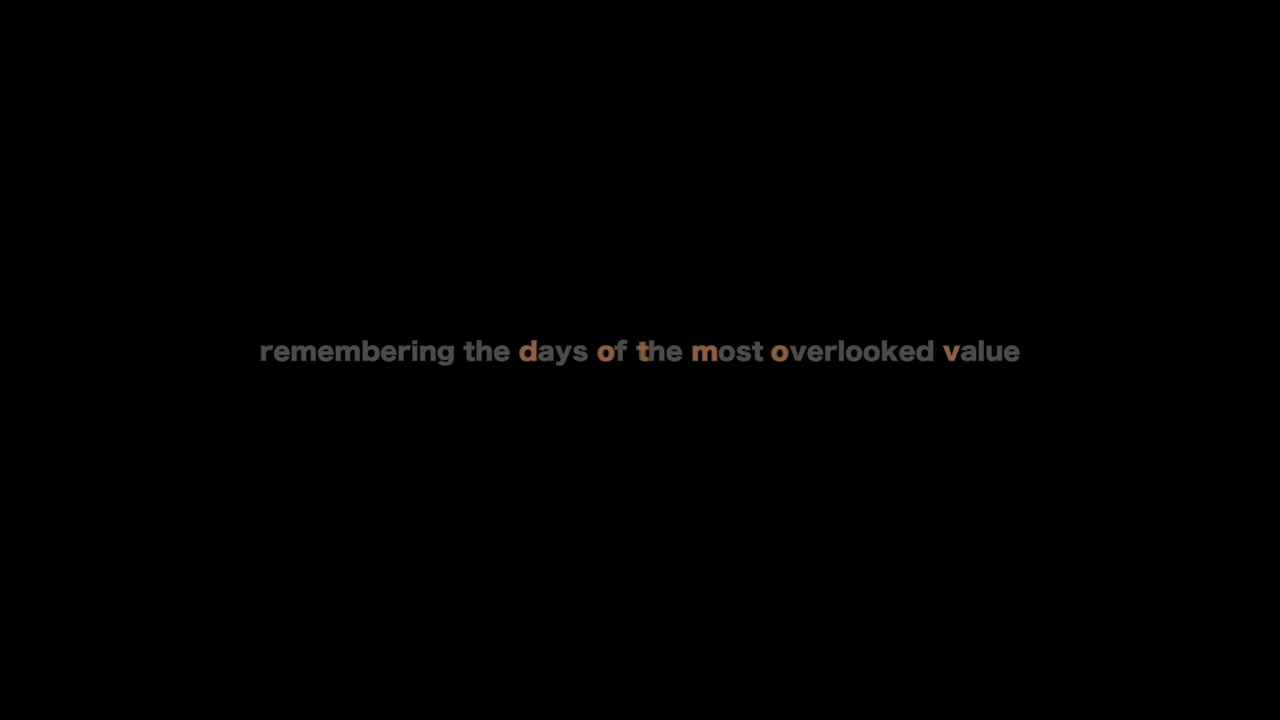 remembering the days of the most overlooked value